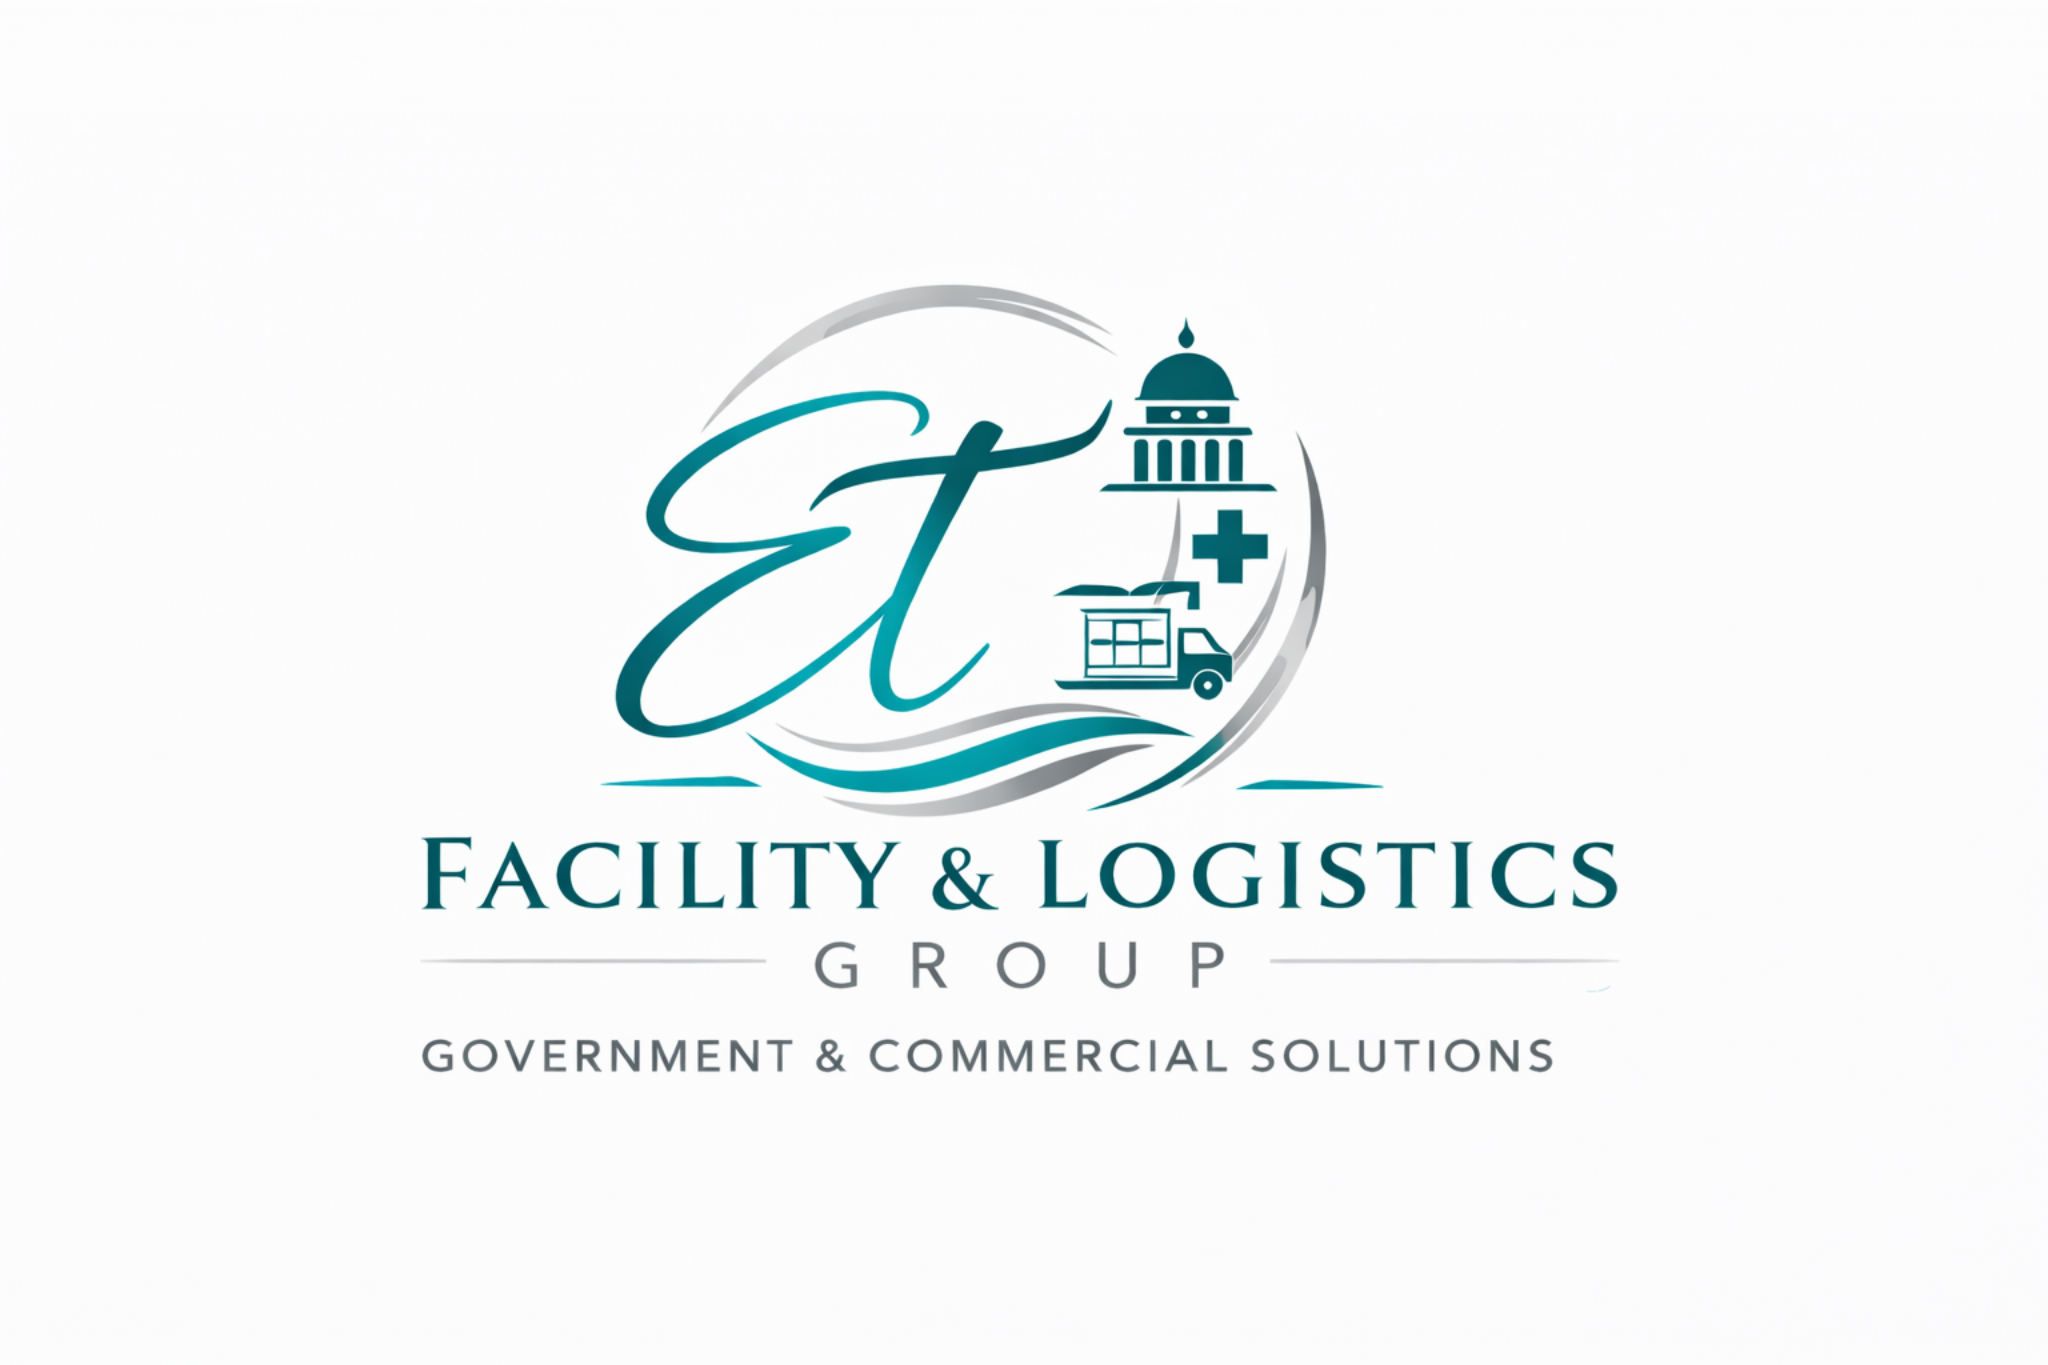 Et
FACILITY & LOGISTICS
GROUP
GOVERNMENT & COMMERCIAL SOLUTIONS